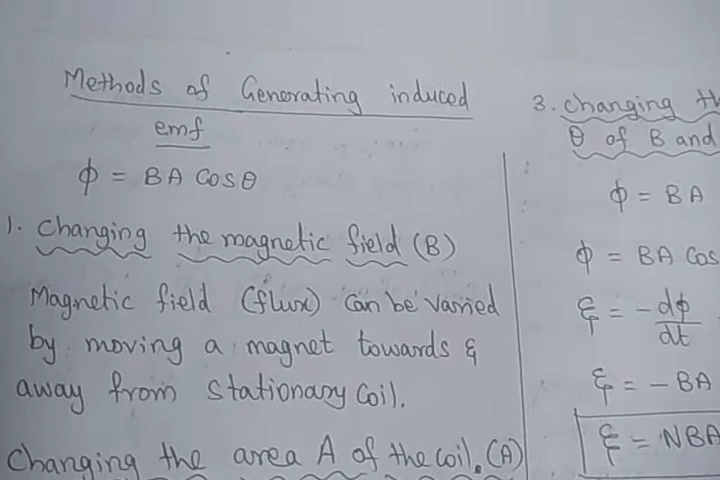 Methods of Generating induced
emf
ϕ = BA Cosθ
1. Changing the magnetic field (B)
Magnetic field (flux) can be varried
by moving a magnet towards &
away from stationary coil.
Changing the area A of the coil. (A)
3. changing th
θ of B and
ϕ = BA
ϕ = BA Cos
ξ = -dϕ/dt
ξ = - BA
ξ = NBA